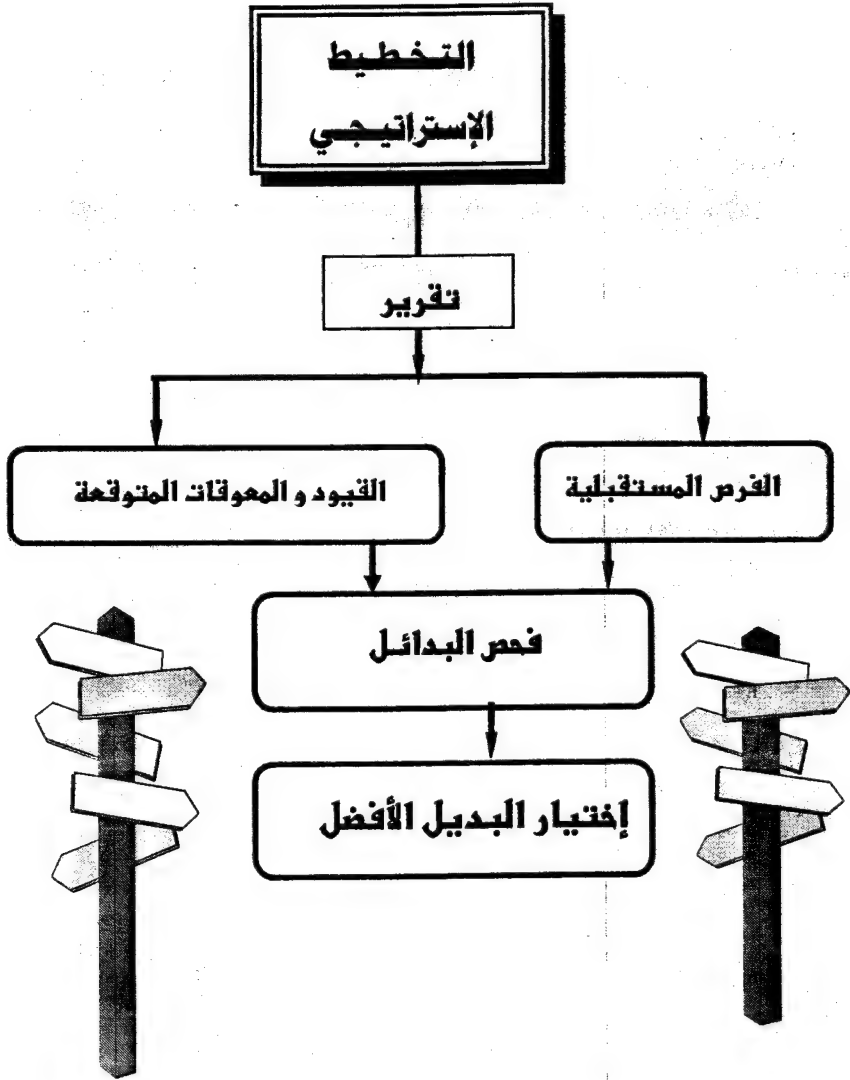 التخطيط
الإستراتيجي
تقرير
الفرص المستقبلية
القيود و المعوقات المتوقعة
فحص البدائل
إختيار البديل الأفضل